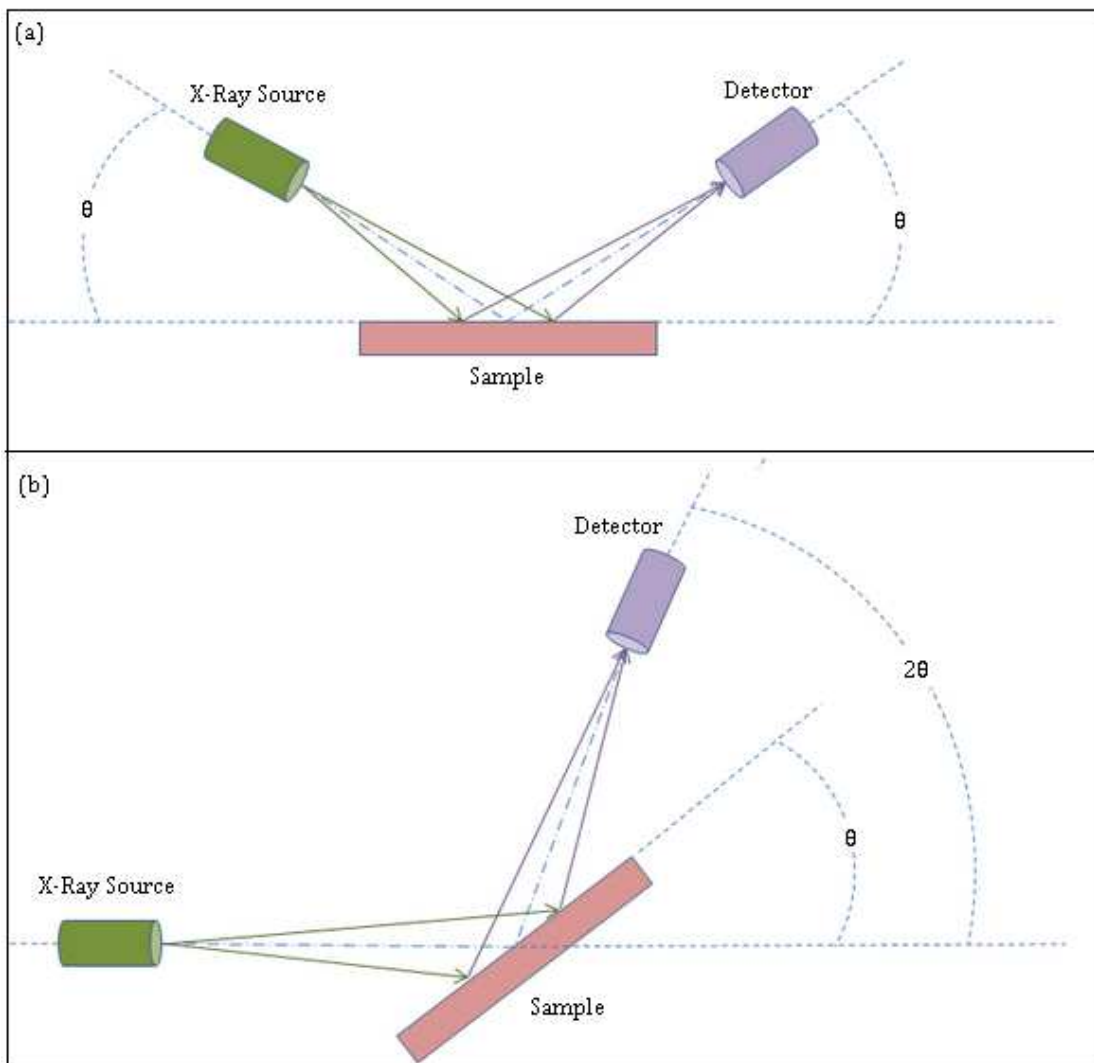 (a)
X-Ray Source
Detector
θ
θ
Sample
(b)
Detector
2θ
θ
X-Ray Source
Sample